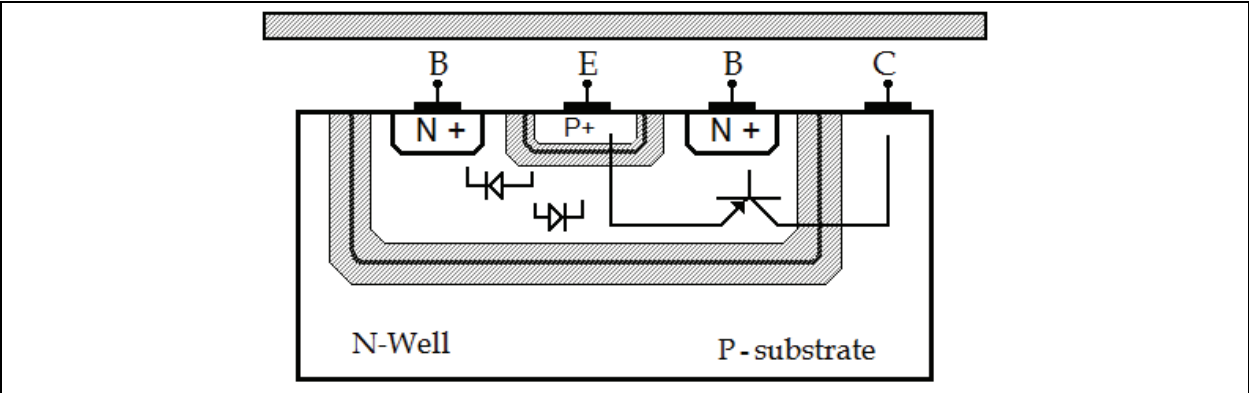 B E B C
N + P+ N +
N-Well P - substrate